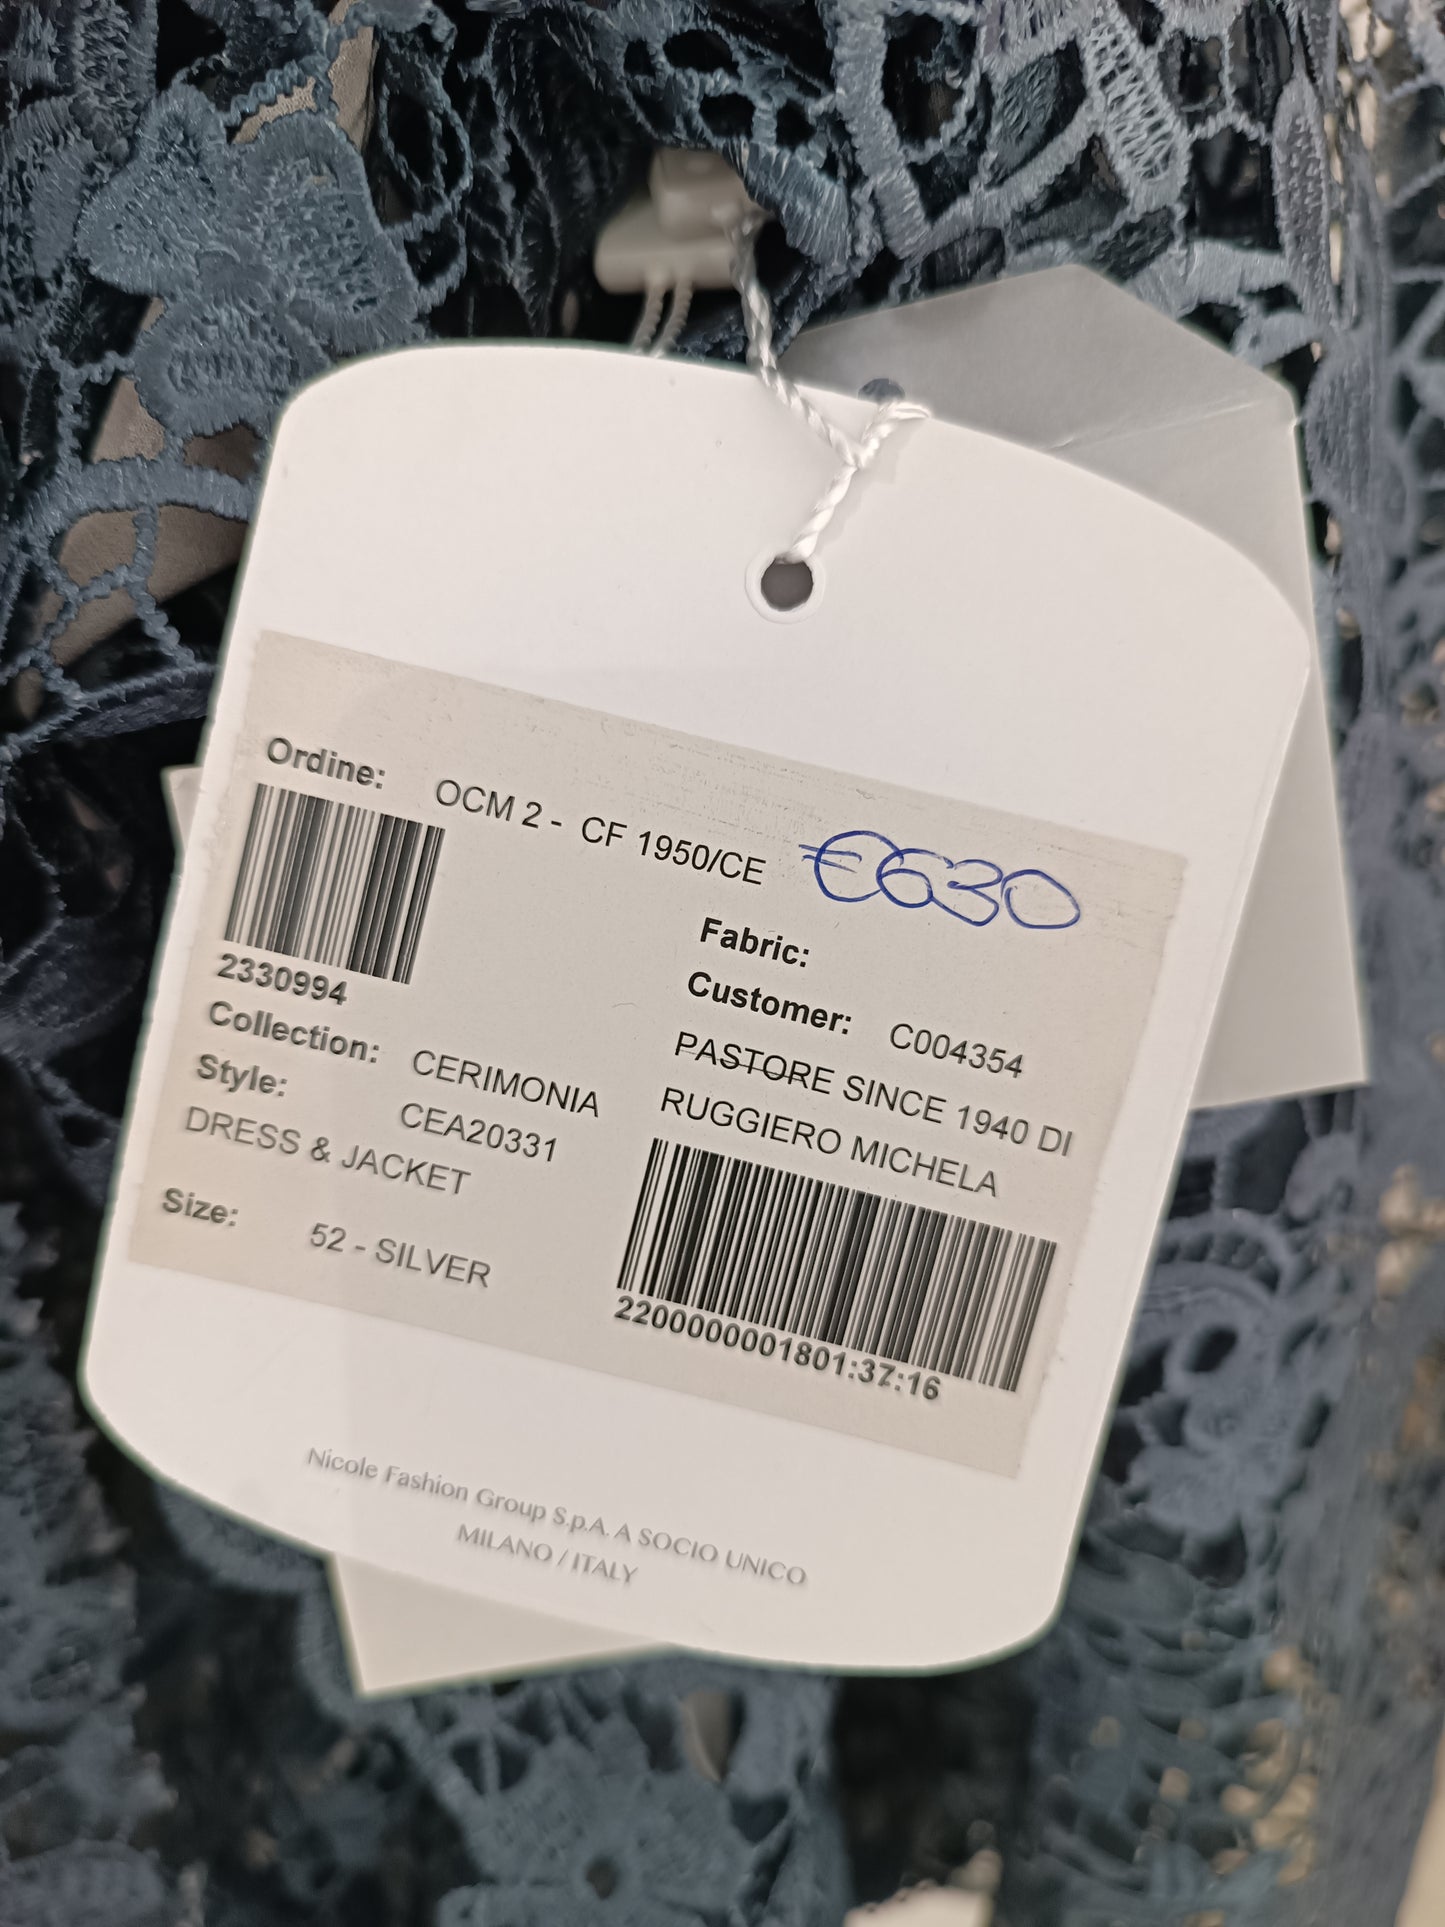 Ordine: OCM 2 - CF 1950/CE €630
2330994
Fabric:
Customer: C004354
PASTORE SINCE 1940 DI
RUGGIERO MICHELA
Collection: CERIMONIA
Style: CEA20331
DRESS & JACKET
Size: 52 - SILVER
2200000001801:37:16
Nicole Fashion Group S.p.A. A SOCIO UNICO
MILANO / ITALY